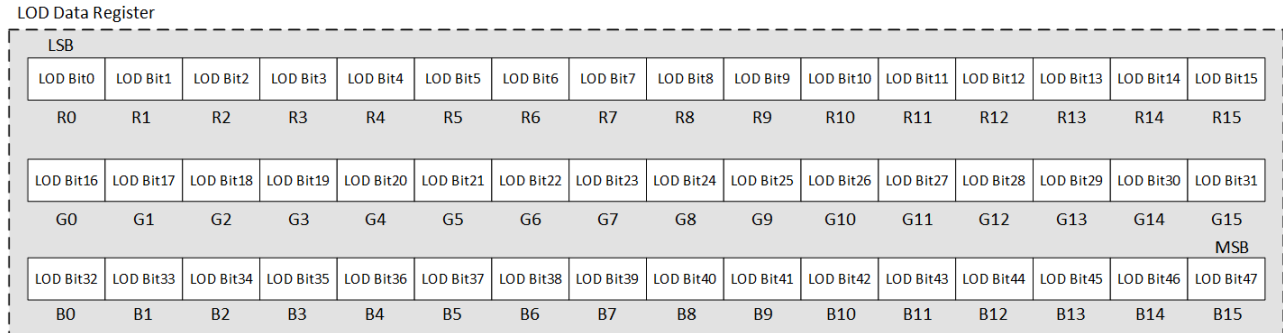 LOD Data Register
LSB
LOD Bit0 LOD Bit1 LOD Bit2 LOD Bit3 LOD Bit4 LOD Bit5 LOD Bit6 LOD Bit7 LOD Bit8 LOD Bit9 LOD Bit10 LOD Bit11 LOD Bit12 LOD Bit13 LOD Bit14 LOD Bit15
R0 R1 R2 R3 R4 R5 R6 R7 R8 R9 R10 R11 R12 R13 R14 R15
LOD Bit16 LOD Bit17 LOD Bit18 LOD Bit19 LOD Bit20 LOD Bit21 LOD Bit22 LOD Bit23 LOD Bit24 LOD Bit25 LOD Bit26 LOD Bit27 LOD Bit28 LOD Bit29 LOD Bit30 LOD Bit31
G0 G1 G2 G3 G4 G5 G6 G7 G8 G9 G10 G11 G12 G13 G14 G15
MSB
LOD Bit32 LOD Bit33 LOD Bit34 LOD Bit35 LOD Bit36 LOD Bit37 LOD Bit38 LOD Bit39 LOD Bit40 LOD Bit41 LOD Bit42 LOD Bit43 LOD Bit44 LOD Bit45 LOD Bit46 LOD Bit47
B0 B1 B2 B3 B4 B5 B6 B7 B8 B9 B10 B11 B12 B13 B14 B15